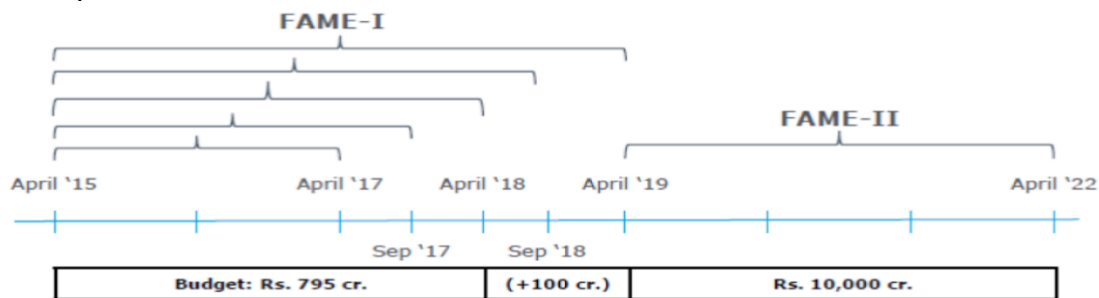 FAME-I
FAME-II
April '15 April '17 April '18 April '19 April '22
Sep '17 Sep '18
Budget: Rs. 795 cr. (+100 cr.) Rs. 10,000 cr.